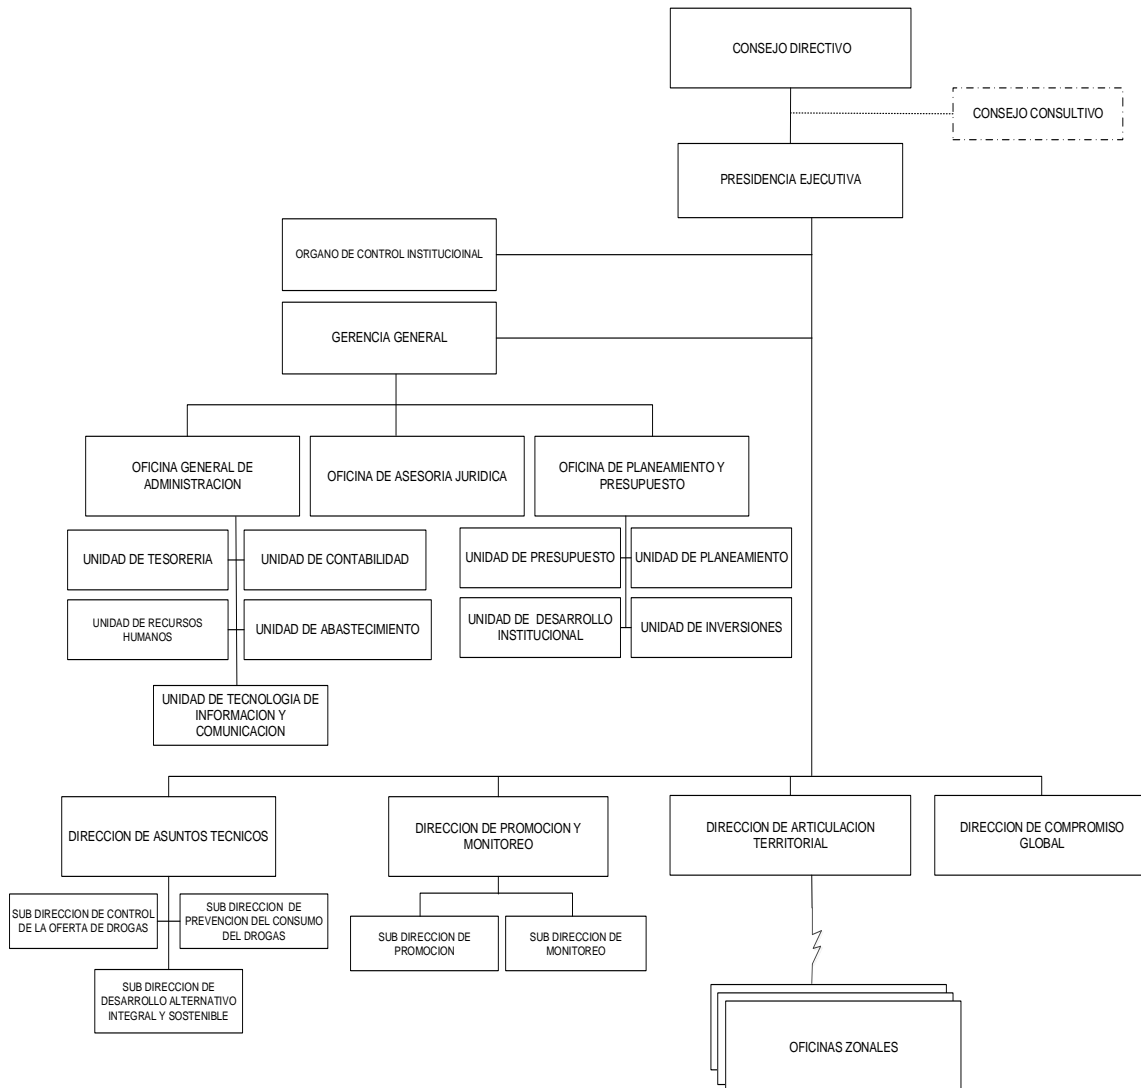 CONSEJO DIRECTIVO
CONSEJO CONSULTIVO
PRESIDENCIA EJECUTIVA
ORGANO DE CONTROL INSTITUCIOINAL
GERENCIA GENERAL
OFICINA GENERAL DE
ADMINISTRACION
OFICINA DE ASESORIA JURIDICA
OFICINA DE PLANEAMIENTO Y
PRESUPUESTO
UNIDAD DE TESORERIA
UNIDAD DE CONTABILIDAD
UNIDAD DE PRESUPUESTO
UNIDAD DE PLANEAMIENTO
UNIDAD DE RECURSOS
HUMANOS
UNIDAD DE ABASTECIMIENTO
UNIDAD DE DESARROLLO
INSTITUCIONAL
UNIDAD DE INVERSIONES
UNIDAD DE TECNOLOGIA DE
INFORMACION Y
COMUNICACION
DIRECCION DE ASUNTOS TECNICOS
DIRECCION DE PROMOCION Y
MONITOREO
DIRECCION DE ARTICULACION
TERRITORIAL
DIRECCION DE COMPROMISO
GLOBAL
SUB DIRECCION DE CONTROL
DE LA OFERTA DE DROGAS
SUB DIRECCION DE
PREVENCION DEL CONSUMO
DEL DROGAS
SUB DIRECCION DE
PROMOCION
SUB DIRECCION DE
MONITOREO
SUB DIRECCION DE
DESARROLLO ALTERNATIVO
INTEGRAL Y SOSTENIBLE
OFICINAS ZONALES